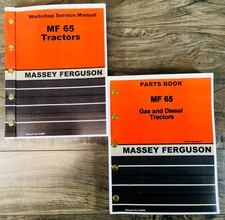 Workshop Service Manual
MF 65
Tractors
MASSEY FERGUSON
PARTS BOOK
MF 65
Gas and Diesel
Tractors
MASSEY FERGUSON